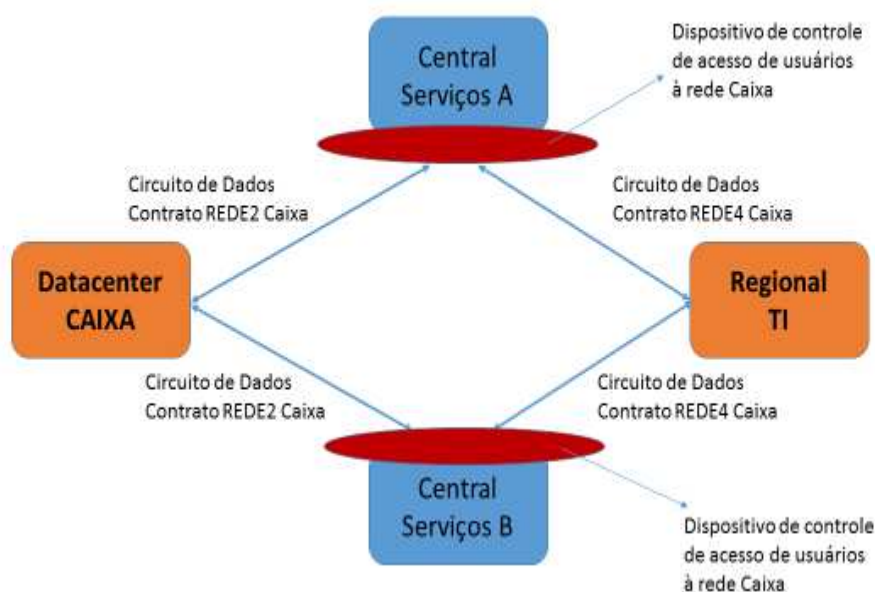 Central
Serviços A
Dispositivo de controle
de acesso de usuários
à rede Caixa
Circuito de Dados
Contrato REDE2 Caixa
Circuito de Dados
Contrato REDE4 Caixa
Datacenter
CAIXA
Regional
TI
Circuito de Dados
Contrato REDE2 Caixa
Circuito de Dados
Contrato REDE4 Caixa
Central
Serviços B
Dispositivo de controle
de acesso de usuários
à rede Caixa